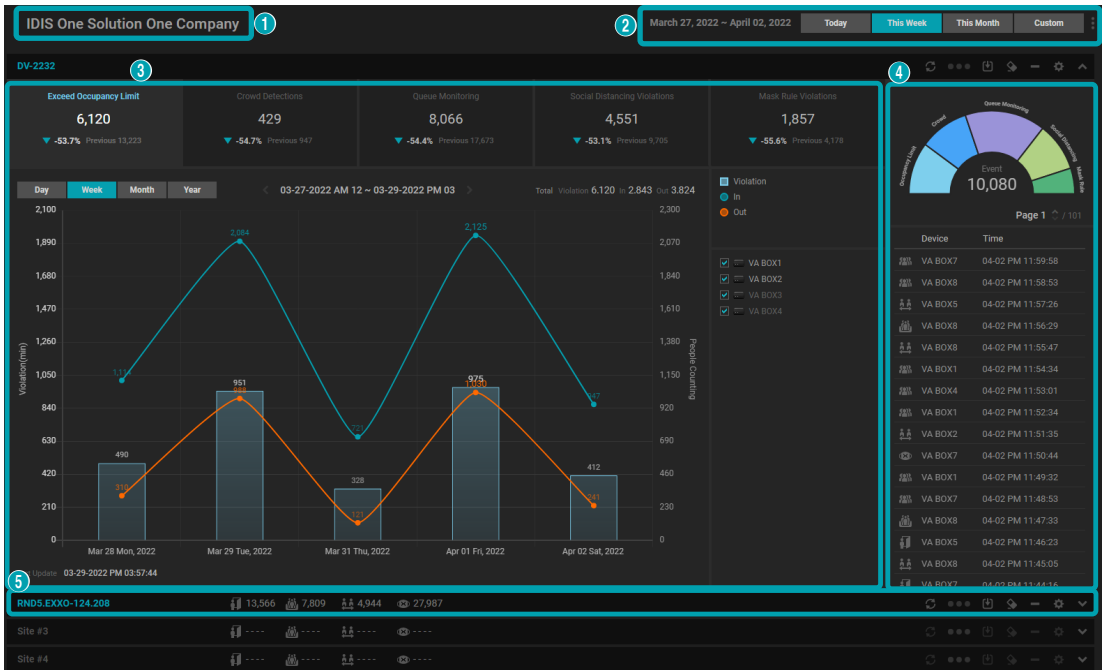 IDIS One Solution One Company
1
2
March 27, 2022 ~ April 02, 2022 Today This Week This Month Custom
DV-2232
3
4
Exceed Occupancy Limit Crowd Detections Queue Monitoring Social Distancing Violations Mask Rule Violations
6,120 429 8,066 4,551 1,857
-53.7% Previous 13,223 -54.7% Previous 947 -54.4% Previous 17,673 -53.1% Previous 9,705 -55.6% Previous 4,178
Day Week Month Year 03-27-2022 AM 12 ~ 03-29-2022 PM 03 Total Violation 6.120 In 2.843 Out 3.824
Violation
In
Out
VA BOX1
VA BOX2
VA BOX3
VA BOX4
2,100 2,300
1,890 2,070
1,680 1,840
1,470 1,610
1,260 1,380
1,050 1,150
840 920
630 690
420 460
210 230
0 0
Violation(min)
People Counting
2,084
2,125
721
951
988
975
1,030
490
310
328
121
412
241
Mar 28 Mon, 2022 Mar 29 Tue, 2022 Mar 31 Thu, 2022 Apr 01 Fri, 2022 Apr 02 Sat, 2022
Update 03-29-2022 PM 03:57:44
Occupancy Limit
Crowd
Queue Monitoring
Social Distancing
Mask Rule
Event
10,080
Page 1 / 101
Device Time
VA BOX7 04-02 PM 11:59:58
VA BOX8 04-02 PM 11:58:53
VA BOX5 04-02 PM 11:57:26
VA BOX8 04-02 PM 11:56:29
VA BOX8 04-02 PM 11:55:47
VA BOX1 04-02 PM 11:54:34
VA BOX4 04-02 PM 11:53:01
VA BOX1 04-02 PM 11:52:34
VA BOX2 04-02 PM 11:51:35
VA BOX7 04-02 PM 11:50:44
VA BOX1 04-02 PM 11:49:32
VA BOX7 04-02 PM 11:48:53
VA BOX8 04-02 PM 11:47:33
VA BOX5 04-02 PM 11:46:23
VA BOX8 04-02 PM 11:45:05
VA BOX7 04-02 PM 11:44:16
5
RND5.EXXO-124.208 13,566 7,809 4,944 27,987
Site #3 ---- ---- ---- ----
Site #4 ---- ---- ---- ----